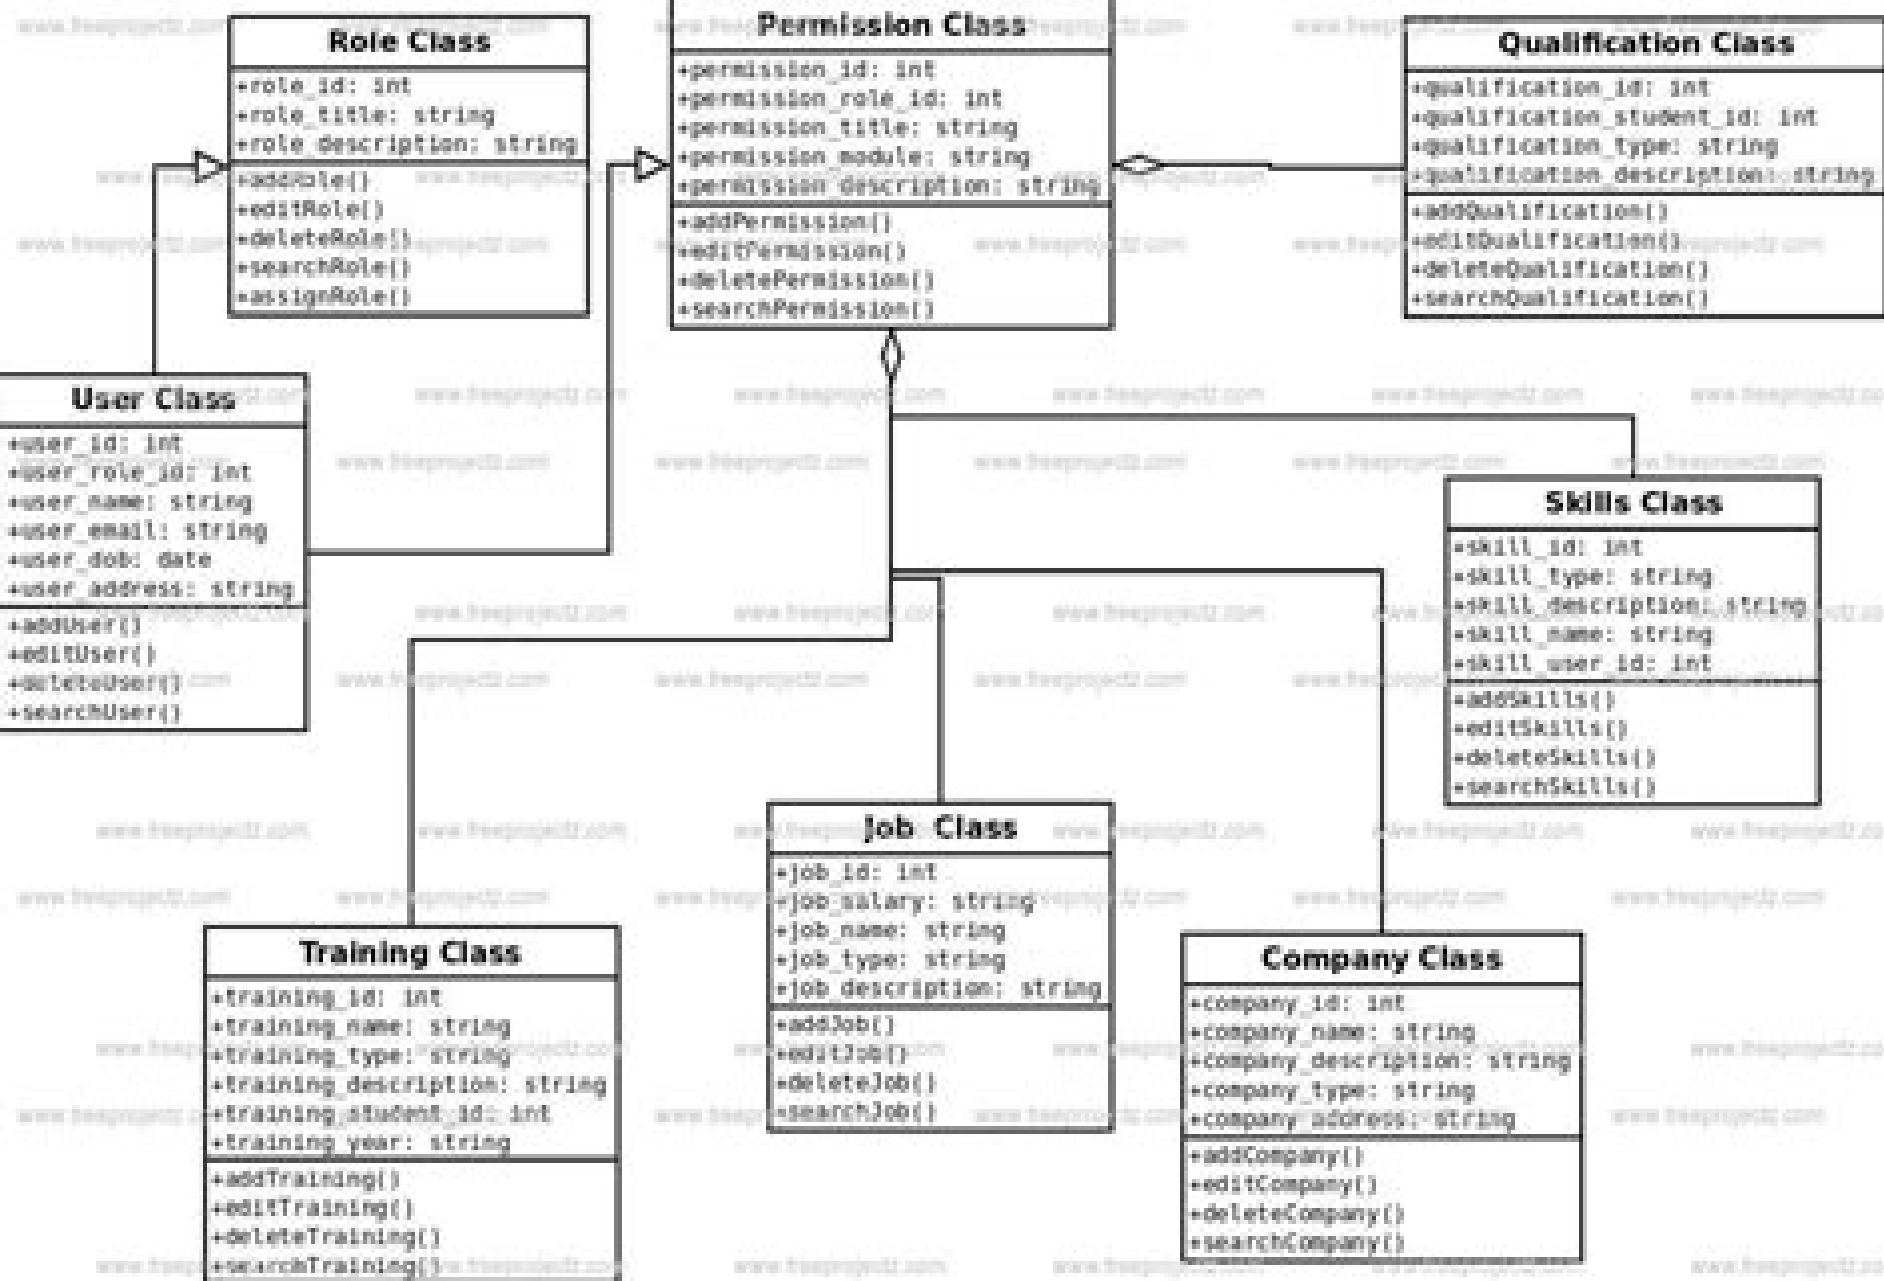 Role Class
+role_id: int
+role_title: string
+role_description: string
+addRole()
+editRole()
+deleteRole()
+searchRole()
+assignRole()
Permission Class
+permission_id: int
+permission_role_id: int
+permission_title: string
+permission_module: string
+permission_description: string
+addPermission()
+editPermission()
+deletePermission()
+searchPermission()
Qualification Class
+qualification_id: int
+qualification_student_id: int
+qualification_type: string
+qualification_description: string
+addQualification()
+editQualification()
+deleteQualification()
+searchQualification()
User Class
+user_id: int
+user_role_id: int
+user_name: string
+user_email: string
+user_dob: date
+user_address: string
+addUser()
+editUser()
+deleteUser()
+searchUser()
Skills Class
+skill_id: int
+skill_type: string
+skill_description: string
+skill_name: string
+skill_user_id: int
+addSkills()
+editSkills()
+deleteSkills()
+searchSkills()
Training Class
+training_id: int
+training_name: string
+training_type: string
+training_description: string
+training_student_id: int
+training_year: string
+addTraining()
+editTraining()
+deleteTraining()
+searchTraining()
Job Class
+job_id: int
+job_salary: string
+job_name: string
+job_type: string
+job_description: string
+addJob()
+editJob()
+deleteJob()
+searchJob()
Company Class
+company_id: int
+company_name: string
+company_description: string
+company_type: string
+company_address: string
+addCompany()
+editCompany()
+deleteCompany()
+searchCompany()
www.freeprojectz.com